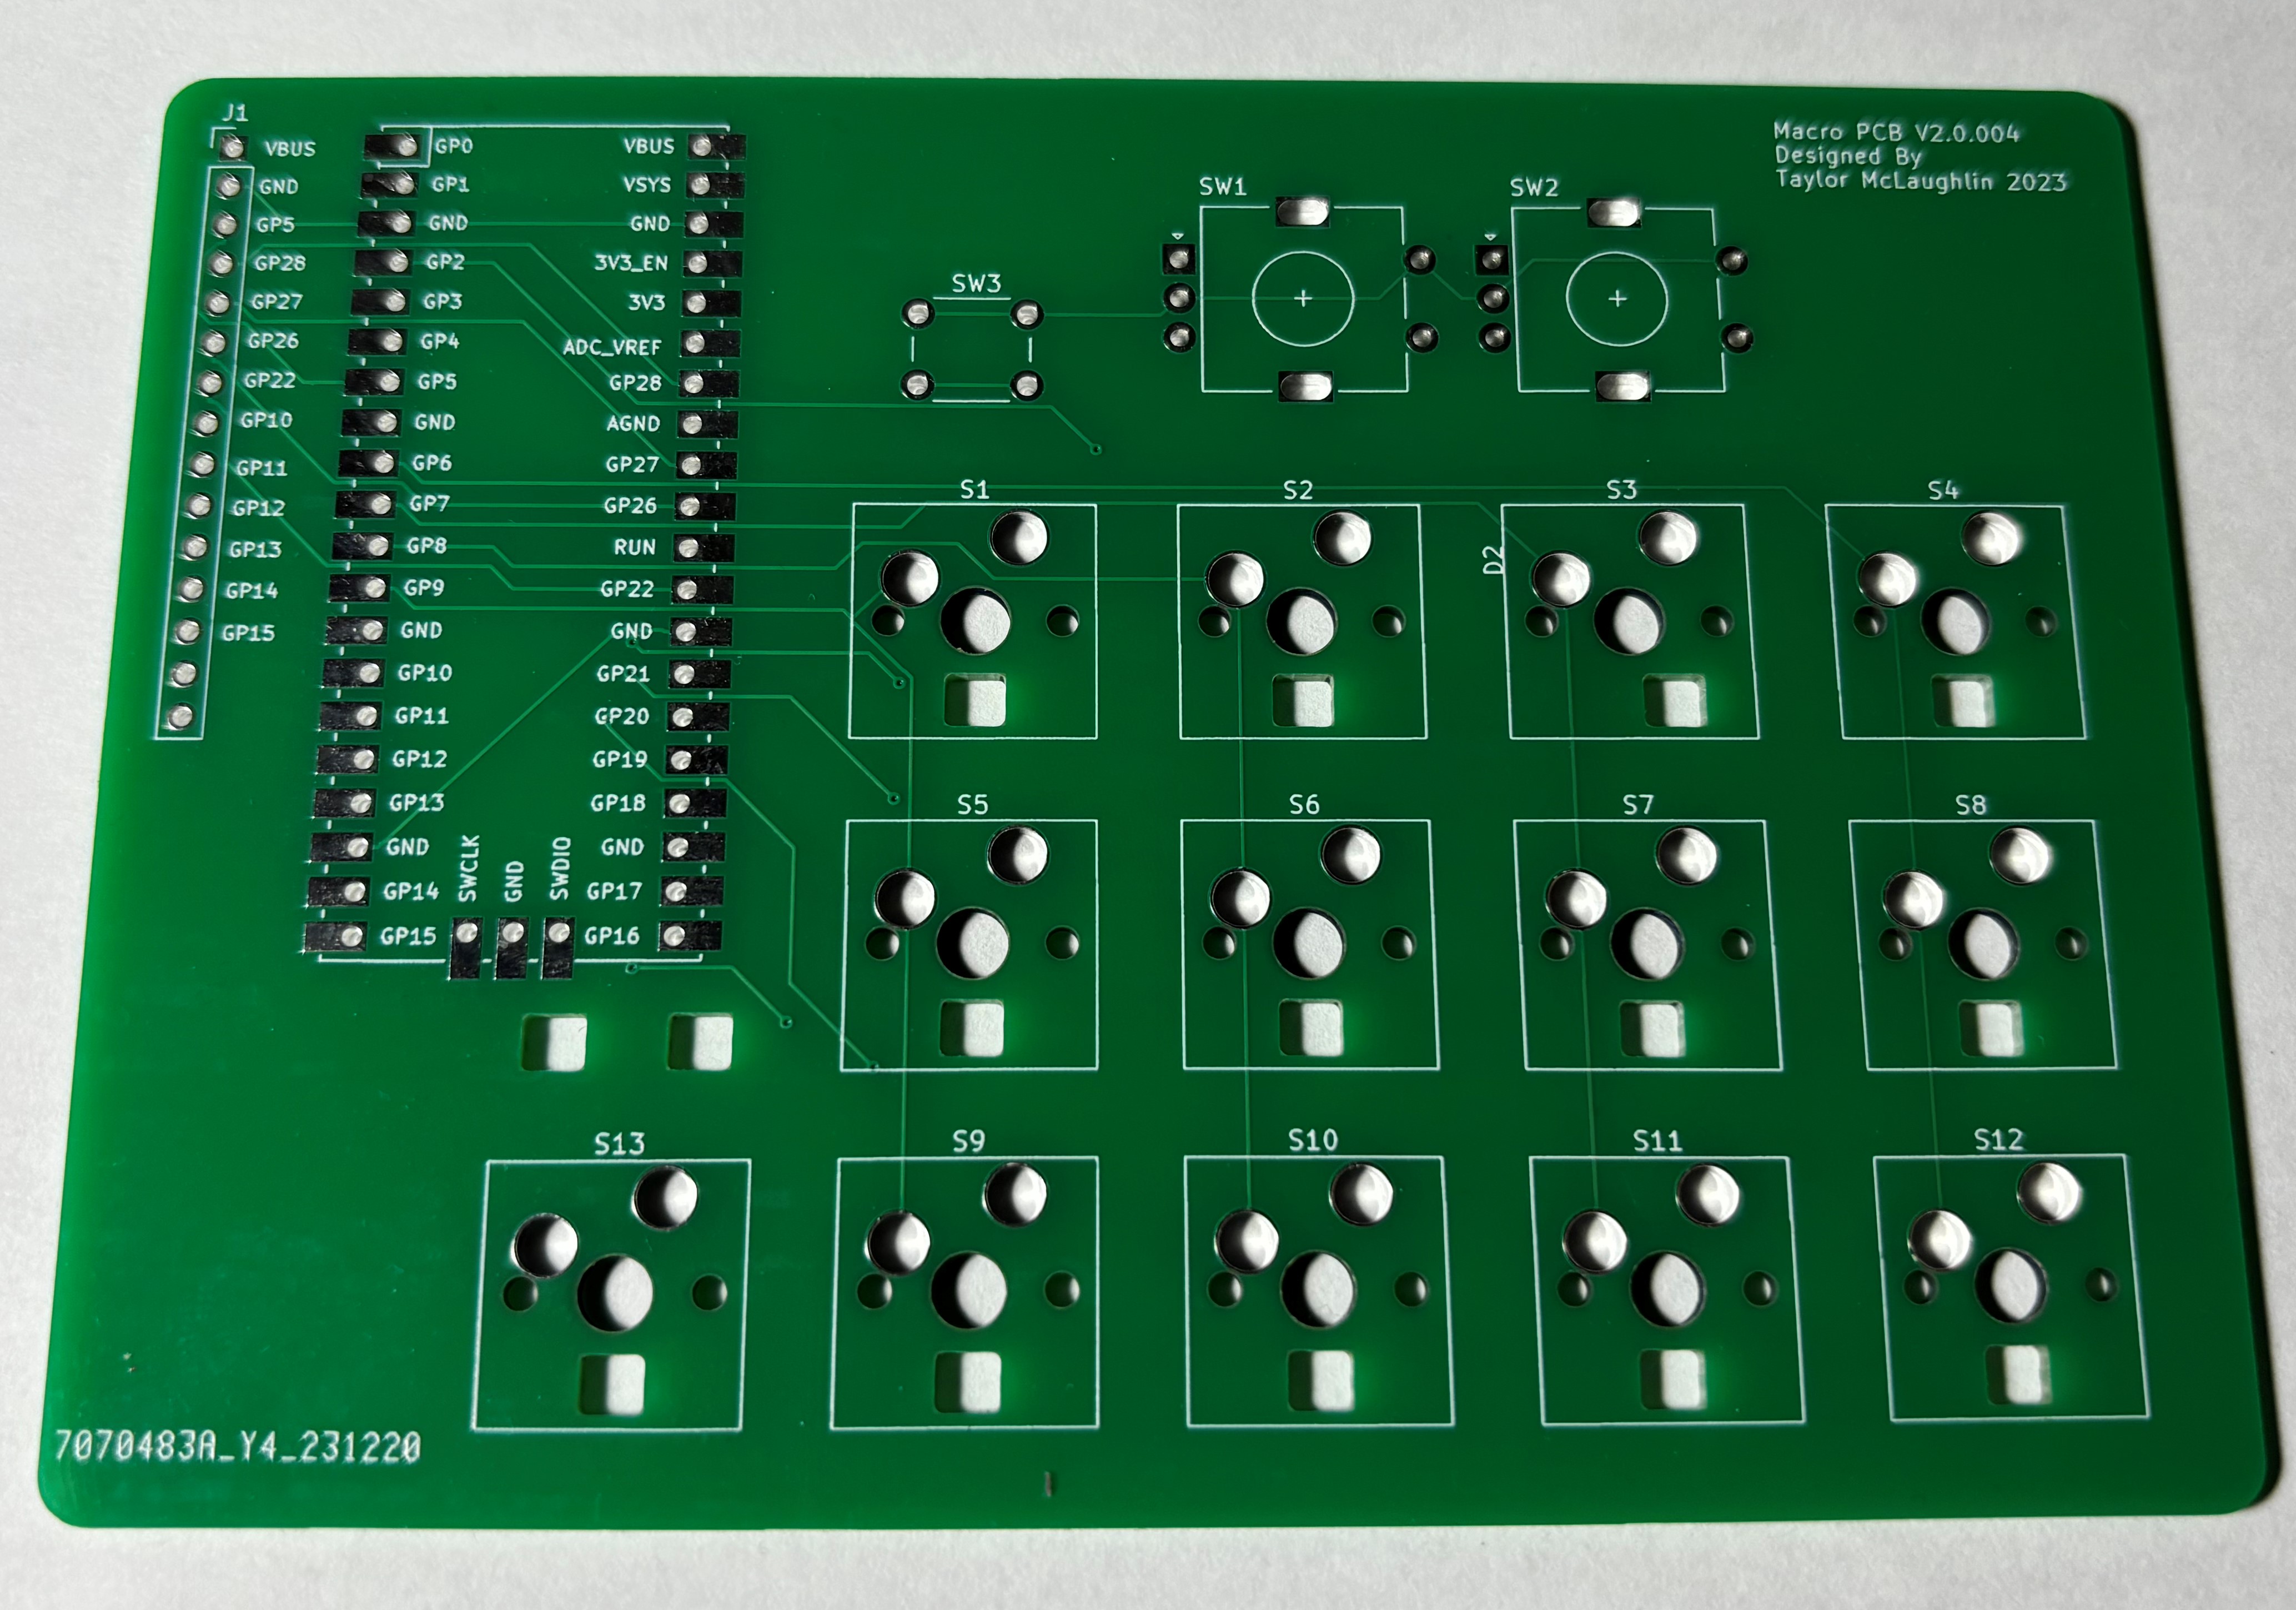 J1
VBUS
GND
GP5
GP28
GP27
GP26
GP22
GP10
GP11
GP12
GP13
GP14
GP15
GP0
GP1
GND
GP2
GP3
GP4
GP5
GND
GP6
GP7
GP8
GP9
GND
GP10
GP11
GP12
GP13
GND
GP14
GP15
SWCLK
GND
SWDIO
VBUS
VSYS
GND
3V3_EN
3V3
ADC_VREF
GP28
AGND
GP27
GP26
RUN
GP22
GND
GP21
GP20
GP19
GP18
GND
GP17
GP16
SW3
SW1
SW2
Macro PCB V2.0.004
Designed By
Taylor McLaughlin 2023
S1
S2
S3
S4
D2
S5
S6
S7
S8
S13
S9
S10
S11
S12
7070483A_Y4_231220